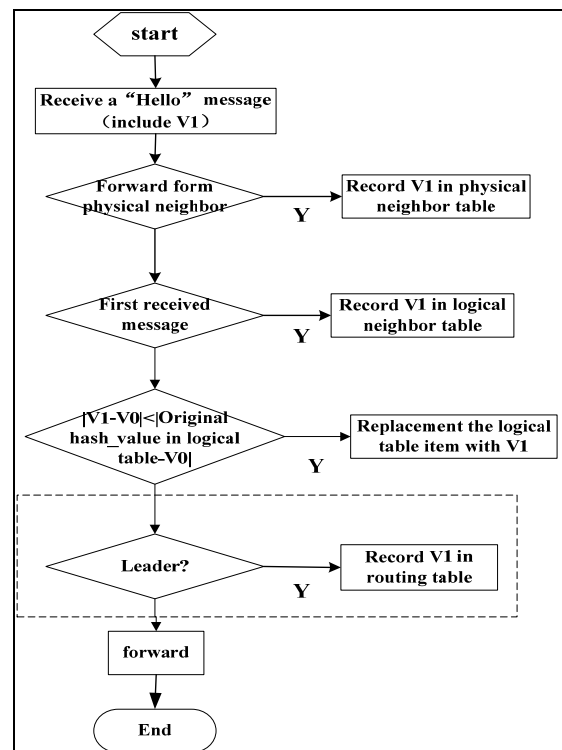 start
Receive a “Hello” message
（include V1）
Forward form
physical neighbor
Y
Record V1 in physical
neighbor table
First received
message
Y
Record V1 in logical
neighbor table
|V1-V0|<|Original
hash_value in logical
table-V0|
Y
Replacement the logical
table item with V1
Leader?
Y
Record V1 in
routing table
forward
End